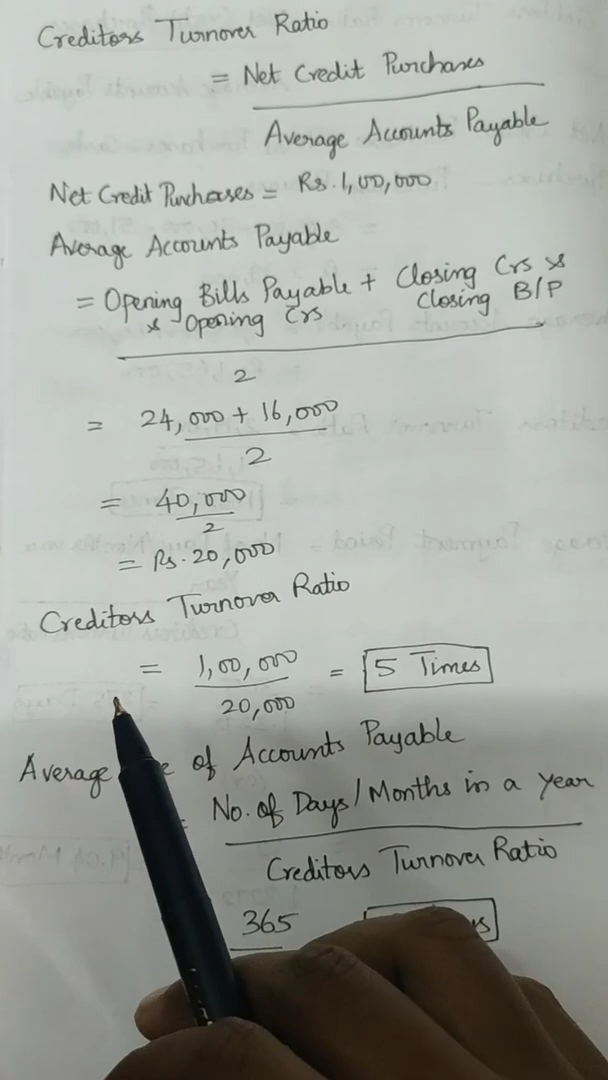 Creditors Turnover Ratio
= Net Credit Purchases
Average Accounts Payable
Net Credit Purchases = Rs. 1,00,000
Average Accounts Payable
= Opening Bills Payable + Closing Crs &
& Opening Crs Closing B/P
2
= 24,000 + 16,000
2
= 40,000
2
= Rs. 20,000
Creditors Turnover Ratio
= 1,00,000 = 5 Times
20,000
Average of Accounts Payable
No. of Days/Months in a year
Creditors Turnover Ratio
365